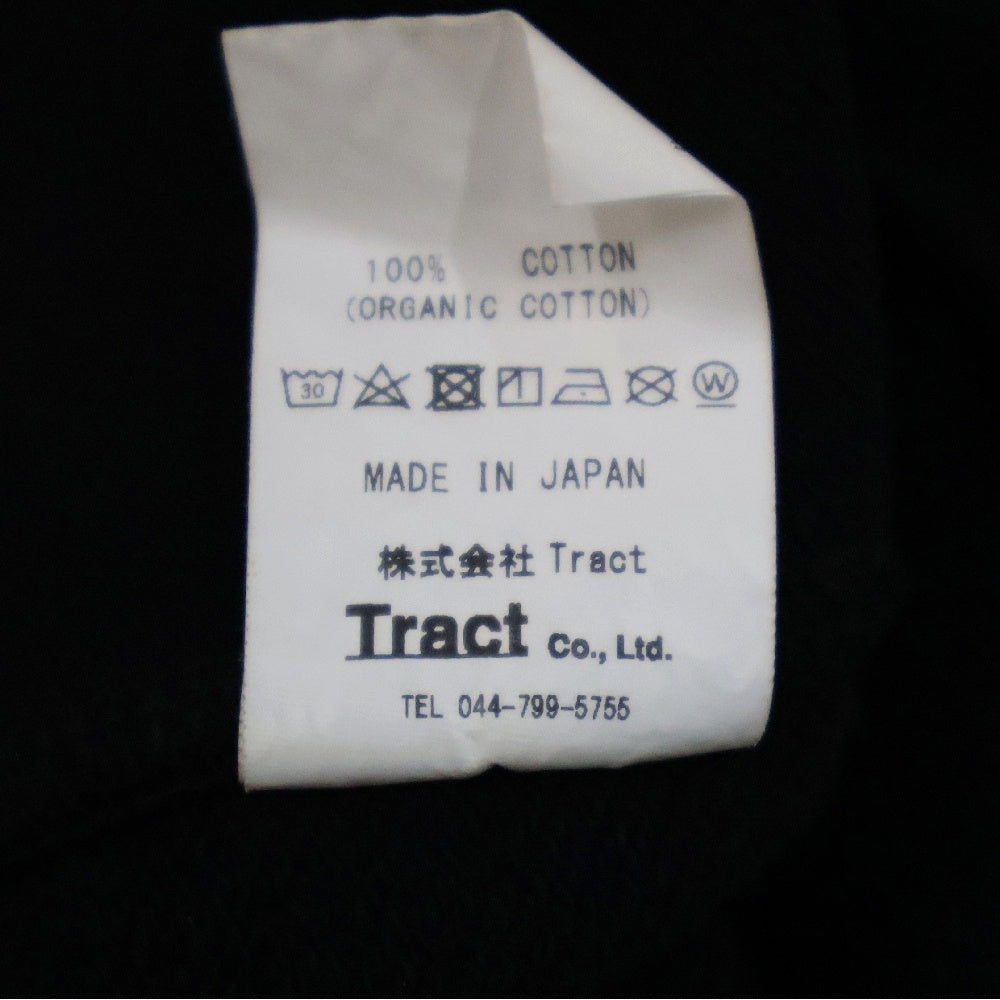 100% COTTON
(ORGANIC COTTON)
30 W
MADE IN JAPAN
株式会社 Tract
Tract Co., Ltd.
TEL 044-799-5755